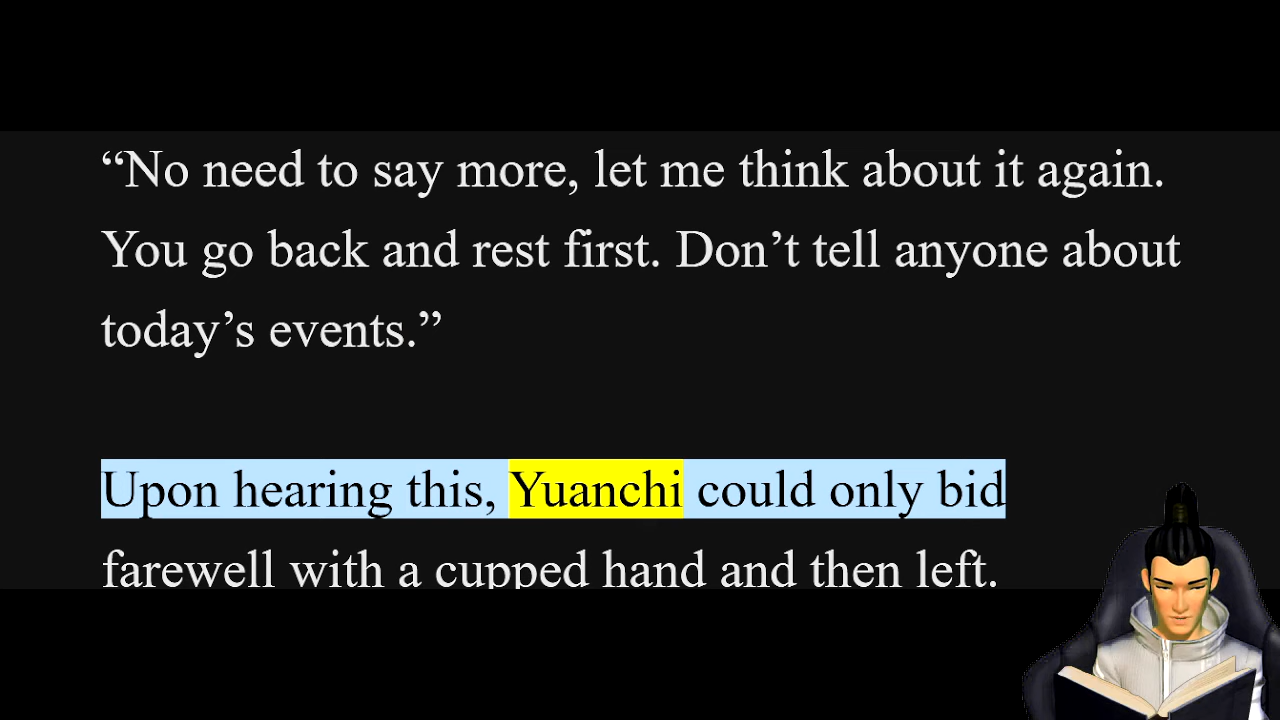 “No need to say more, let me think about it again.
You go back and rest first. Don’t tell anyone about
today’s events.”
Upon hearing this, Yuanchi could only bid
farewell with a cupped hand and then left.